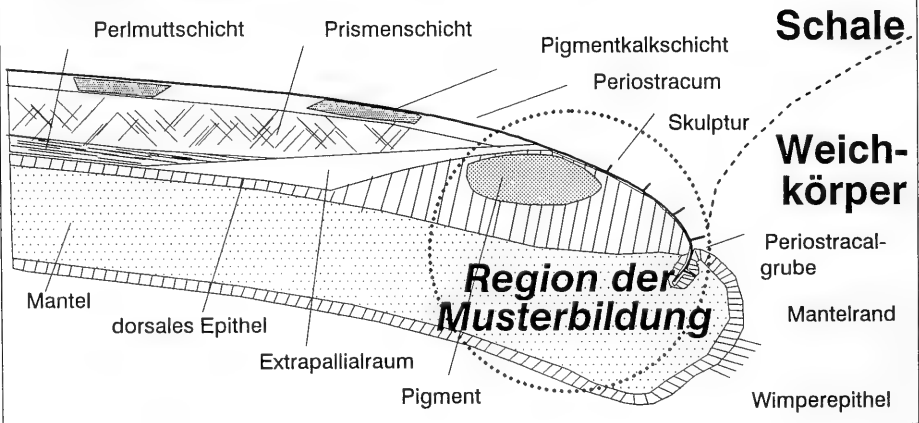 Perlmuttschicht
Prismenschicht
Schale
Pigmentkalkschicht
Periostracum
Skulptur
Weich-
körper
Periostracal-
grube
Region der
Musterbildung
Mantel
Mantelrand
dorsales Epithel
Extrapallialraum
Pigment
Wimperepithel